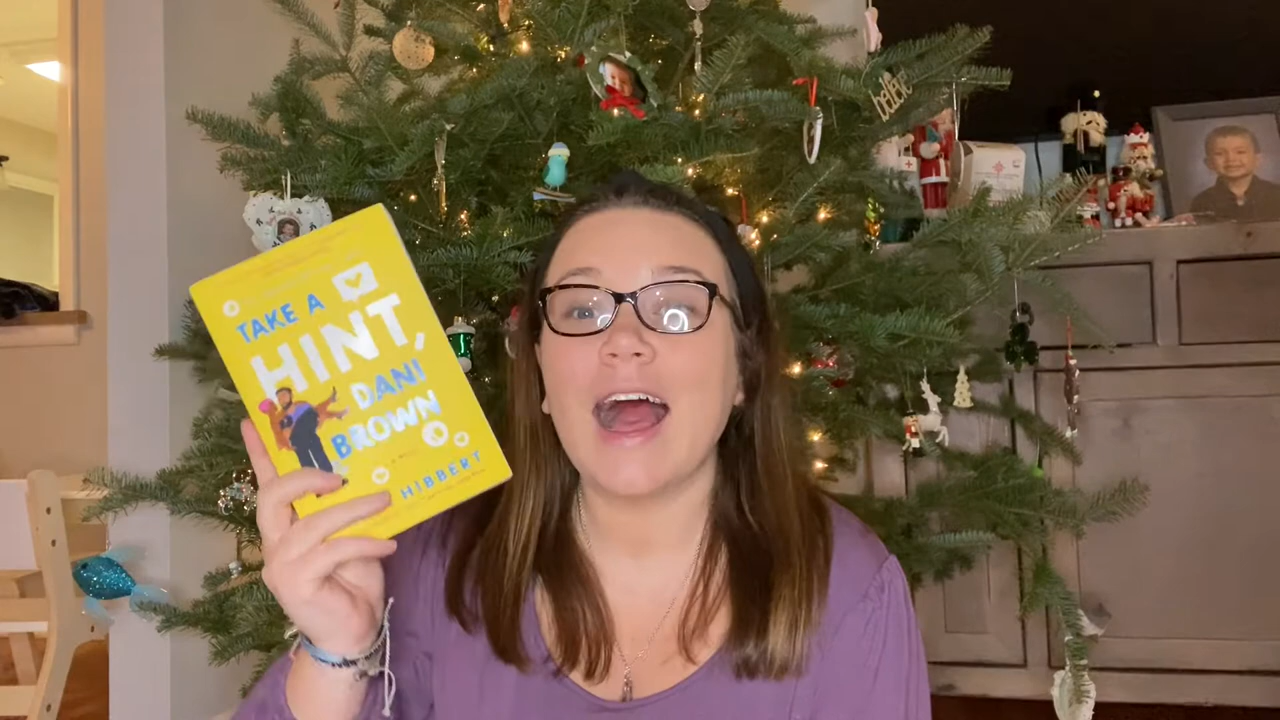 TAKE A
HINT,
DANI
BROWN
HIBBERT
believe